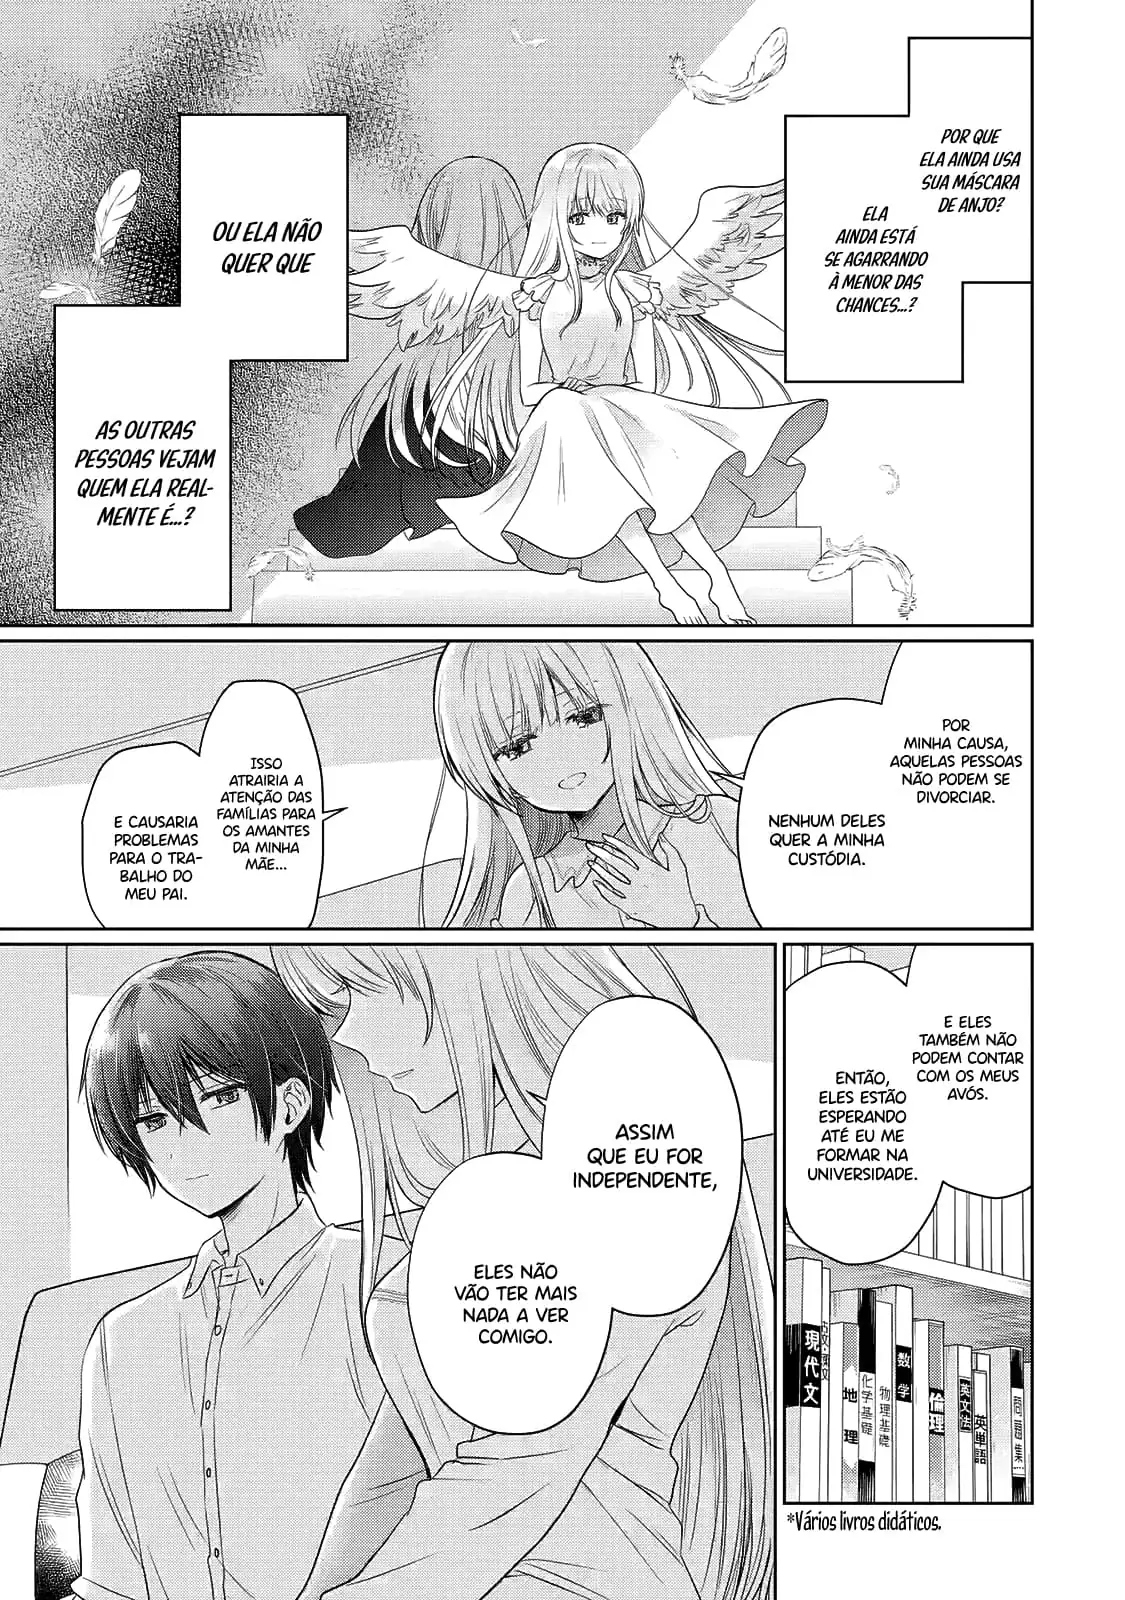 POR QUE
ELA AINDA USA
SUA MÁSCARA
DE ANJO?
ELA
AINDA ESTÁ
SE AGARRANDO
À MENOR DAS
CHANCES...?
OU ELA NÃO
QUER QUE
AS OUTRAS
PESSOAS VEJAM
QUEM ELA REAL-
MENTE É...?
POR
MINHA CAUSA,
AQUELAS PESSOAS
NÃO PODEM SE
DIVORCIAR.
NENHUM DELES
QUER A MINHA
CUSTÓDIA.
ISSO
ATRAIRIA A
ATENÇÃO DAS
FAMÍLIAS PARA
OS AMANTES
DA MINHA
MÃE...
E CAUSARIA
PROBLEMAS
PARA O TRA-
BALHO DO
MEU PAI.
E ELES
TAMBÉM NÃO
PODEM CONTAR
COM OS MEUS
AVÓS.
ENTÃO,
ELES ESTÃO
ESPERANDO
ATÉ EU ME
FORMAR NA
UNIVERSIDADE.
現代文
地理
化学基礎
物理基礎
数学
倫理
英文法
英単語
問題集
*Vários livros didáticos.
ASSIM
QUE EU FOR
INDEPENDENTE,
ELES NÃO
VÃO TER MAIS
NADA A VER
COMIGO.